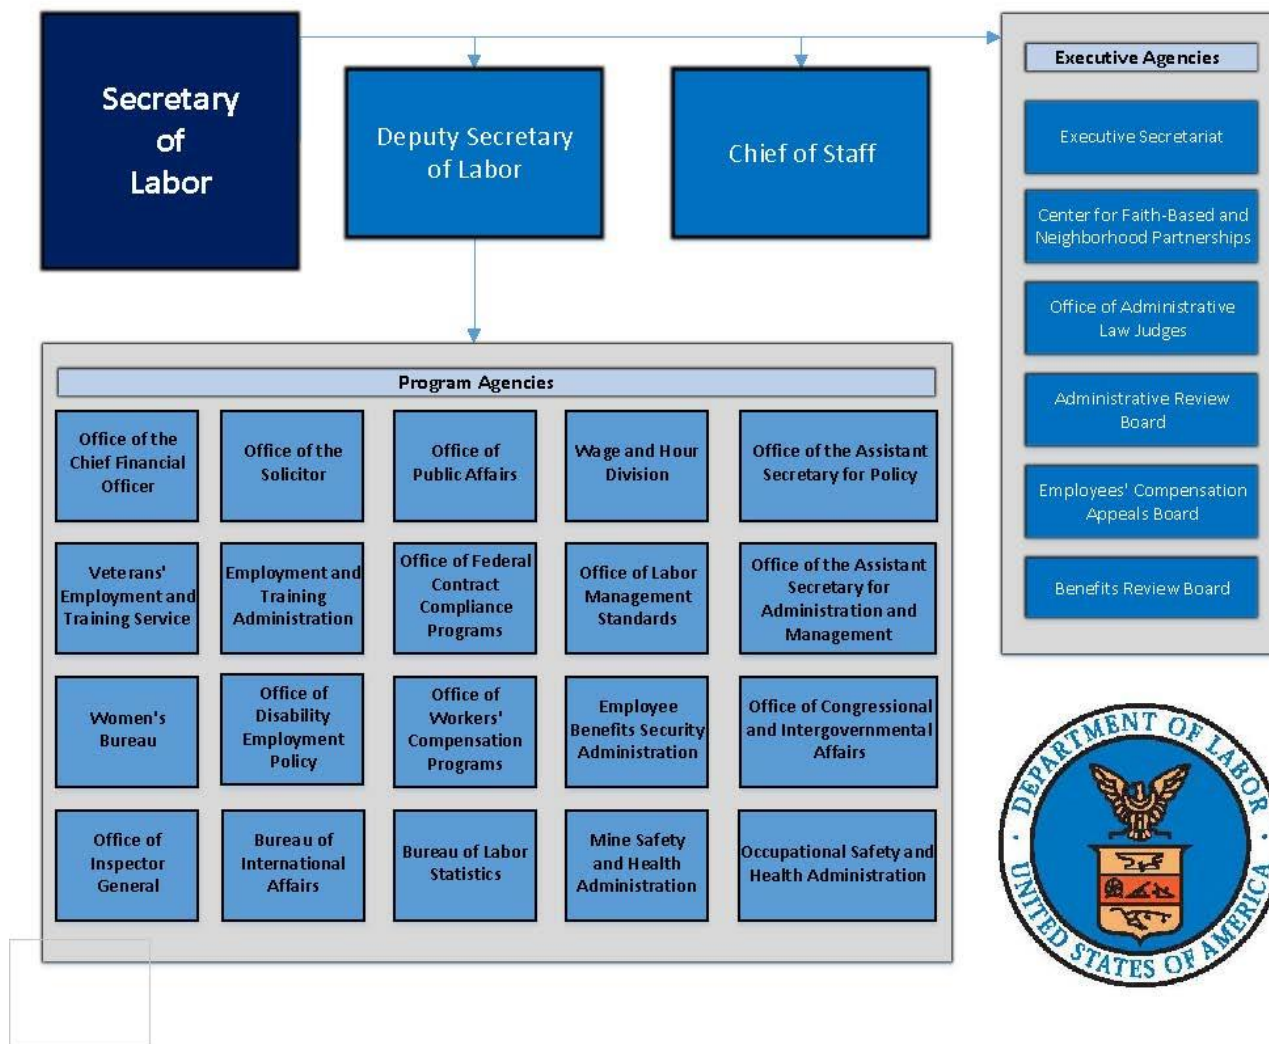 Secretary
of
Labor
Deputy Secretary
of Labor
Chief of Staff
Executive Agencies
Executive Secretariat
Center for Faith-Based and
Neighborhood Partnerships
Office of Administrative
Law Judges
Administrative Review
Board
Employees' Compensation
Appeals Board
Benefits Review Board
Program Agencies
Office of the
Chief Financial
Officer
Office of the
Solicitor
Office of
Public Affairs
Wage and Hour
Division
Office of the Assistant
Secretary for Policy
Veterans'
Employment and
Training Service
Employment and
Training
Administration
Office of Federal
Contract
Compliance
Programs
Office of Labor
Management
Standards
Office of the Assistant
Secretary for
Administration and
Management
Women's
Bureau
Office of
Disability
Employment
Policy
Office of
Workers'
Compensation
Programs
Employee
Benefits Security
Administration
Office of Congressional
and Intergovernmental
Affairs
Office of
Inspector
General
Bureau of
International
Affairs
Bureau of Labor
Statistics
Mine Safety
and Health
Administration
Occupational Safety and
Health Administration
DEPARTMENT OF LABOR
UNITED STATES OF AMERICA